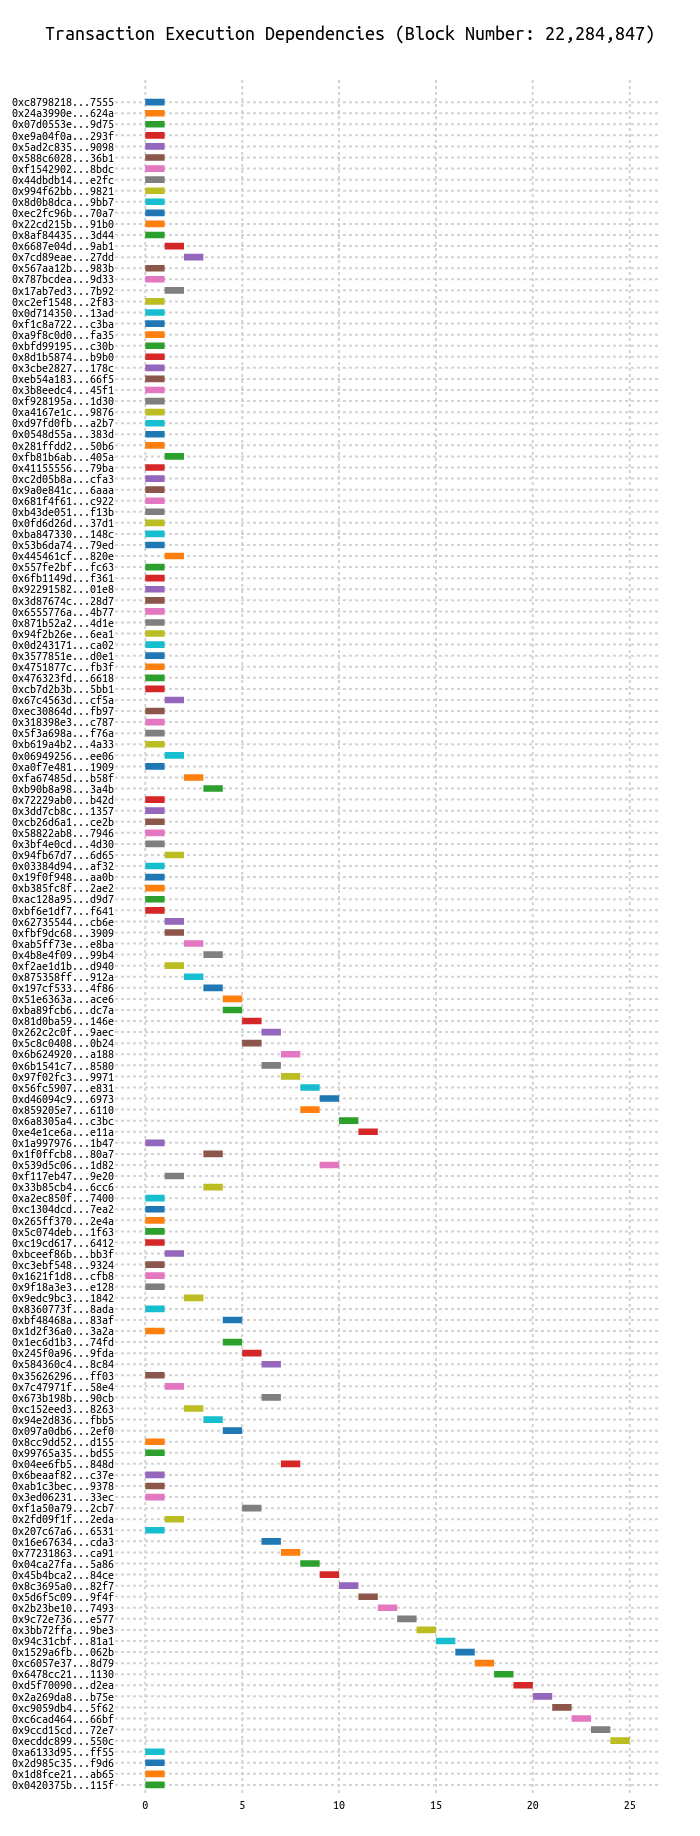 Transaction Execution Dependencies (Block Number: 22,284,847)
0xc8798218...7555
0x24a3990e...624a
0x07d0553e...9d75
0xe9a04f0a...293f
0x5ad2c835...9098
0x588c6028...36b1
0xf1542902...8bdc
0x44dbdb14...e2fc
0x994f62bb...9821
0x8d0b8dca...9bb7
0xec2fc96b...70a7
0x22cd215b...91b0
0x8af84435...3d44
0x6687e04d...9ab1
0x7cd89eae...27dd
0x567aa12b...983b
0x787bcdea...9d33
0x17ab7ed3...7b92
0xc2ef1548...2f83
0x0d714350...13ad
0xf1c8a722...c3ba
0xa9f8c0d0...fa35
0xbfd99195...c30b
0x8d1b5874...b9b0
0x3cbe2827...178c
0xeb54a183...66f5
0x3b8eedc4...45f1
0xf928195a...1d30
0xa4167e1c...9876
0xd97fd0fb...a2b7
0x0548d55a...383d
0x281ffdd2...50b6
0xfb81b6ab...405a
0x41155556...79ba
0xc2d05b8a...cfa3
0x9a0e841c...6aaa
0x681f4f61...c922
0xb43de051...f13b
0x0fd6d26d...37d1
0xba847330...148c
0x53b6da74...79ed
0x445461cf...820e
0x557fe2bf...fc63
0x6fb1149d...f361
0x92291582...01e8
0x3d87674c...28d7
0x6555776a...4b77
0x871b52a2...4d1e
0x94f2b26e...6ea1
0x0d243171...ca02
0x3577851e...d0e1
0x4751877c...fb3f
0x476323fd...6618
0xcb7d2b3b...5bb1
0x67c4563d...cf5a
0xec30864d...fb97
0x318398e3...c787
0x5f3a698a...f76a
0xb619a4b2...4a33
0x06949256...ee06
0xa0f7e481...1909
0xfa67485d...b58f
0xb90b8a98...3a4b
0x72229ab0...b42d
0x3dd7cb8c...1357
0xcb26d6a1...ce2b
0x58822ab8...7946
0x3bf4e0cd...4d30
0x94fb67d7...6d65
0x03384d94...af32
0x19f0f948...aa0b
0xb385fc8f...2ae2
0xac128a95...d9d7
0xbf6e1df7...f641
0x62735544...cb6e
0xfbf9dc68...3909
0xab5ff73e...e8ba
0x4b8e4f09...99b4
0xf2ae1d1b...d940
0x875358ff...912a
0x197cf533...4f86
0x51e6363a...ace6
0xba89fcb6...dc7a
0x81d0ba59...146e
0x262c2c0f...9aec
0x5c8c0408...0b24
0x6b624920...a188
0x6b1541c7...8580
0x97f02fc3...9971
0x56fc5907...e831
0xd46094c9...6973
0x859205e7...6110
0x6a8305a4...c3bc
0xe4e1ce6a...e11a
0x1a997976...1b47
0x1f0ffcb8...80a7
0x539d5c06...1d82
0xf117eb47...9e20
0x33b85cb4...6cc6
0xa2ec850f...7400
0xc1304dcd...7ea2
0x265ff370...2e4a
0x5c074deb...1f63
0xc19cd617...6412
0xbceef86b...bb3f
0xc3ebf548...9324
0x1621f1d8...cfb8
0x9f18a3e3...e128
0x9edc9bc3...1842
0x8360773f...8ada
0xbf48468a...83af
0x1d2f36a0...3a2a
0x1ec6d1b3...74fd
0x245f0a96...9fda
0x584360c4...8c84
0x35626296...ff03
0x7c47971f...58e4
0x673b198b...90cb
0xc152eed3...8263
0x94e2d836...fbb5
0x097a0db6...2ef0
0x8cc9dd52...d155
0x99765a35...bd55
0x04ee6fb5...848d
0x6beaaf82...c37e
0xab1c3bec...9378
0x3ed06231...33ec
0xf1a50a79...2cb7
0x2fd09f1f...2eda
0x207c67a6...6531
0x16e67634...cda3
0x77231863...ca91
0x04ca27fa...5a86
0x45b4bca2...84ce
0x8c3695a0...82f7
0x5d6f5c09...9f4f
0x2b23be10...7493
0x9c72e736...e577
0x3bb72ffa...9be3
0x94c31cbf...81a1
0x1529a6fb...062b
0xc6057e37...8d79
0x6478cc21...1130
0xd5f70090...d2ea
0x2a269da8...b75e
0xc9059db4...5f62
0xc6cad464...66bf
0x9ccd15cd...72e7
0xecddc899...550c
0xa6133d95...ff55
0x2d985c35...f9d6
0x1d8fce21...ab65
0x0420375b...115f
0 5 10 15 20 25